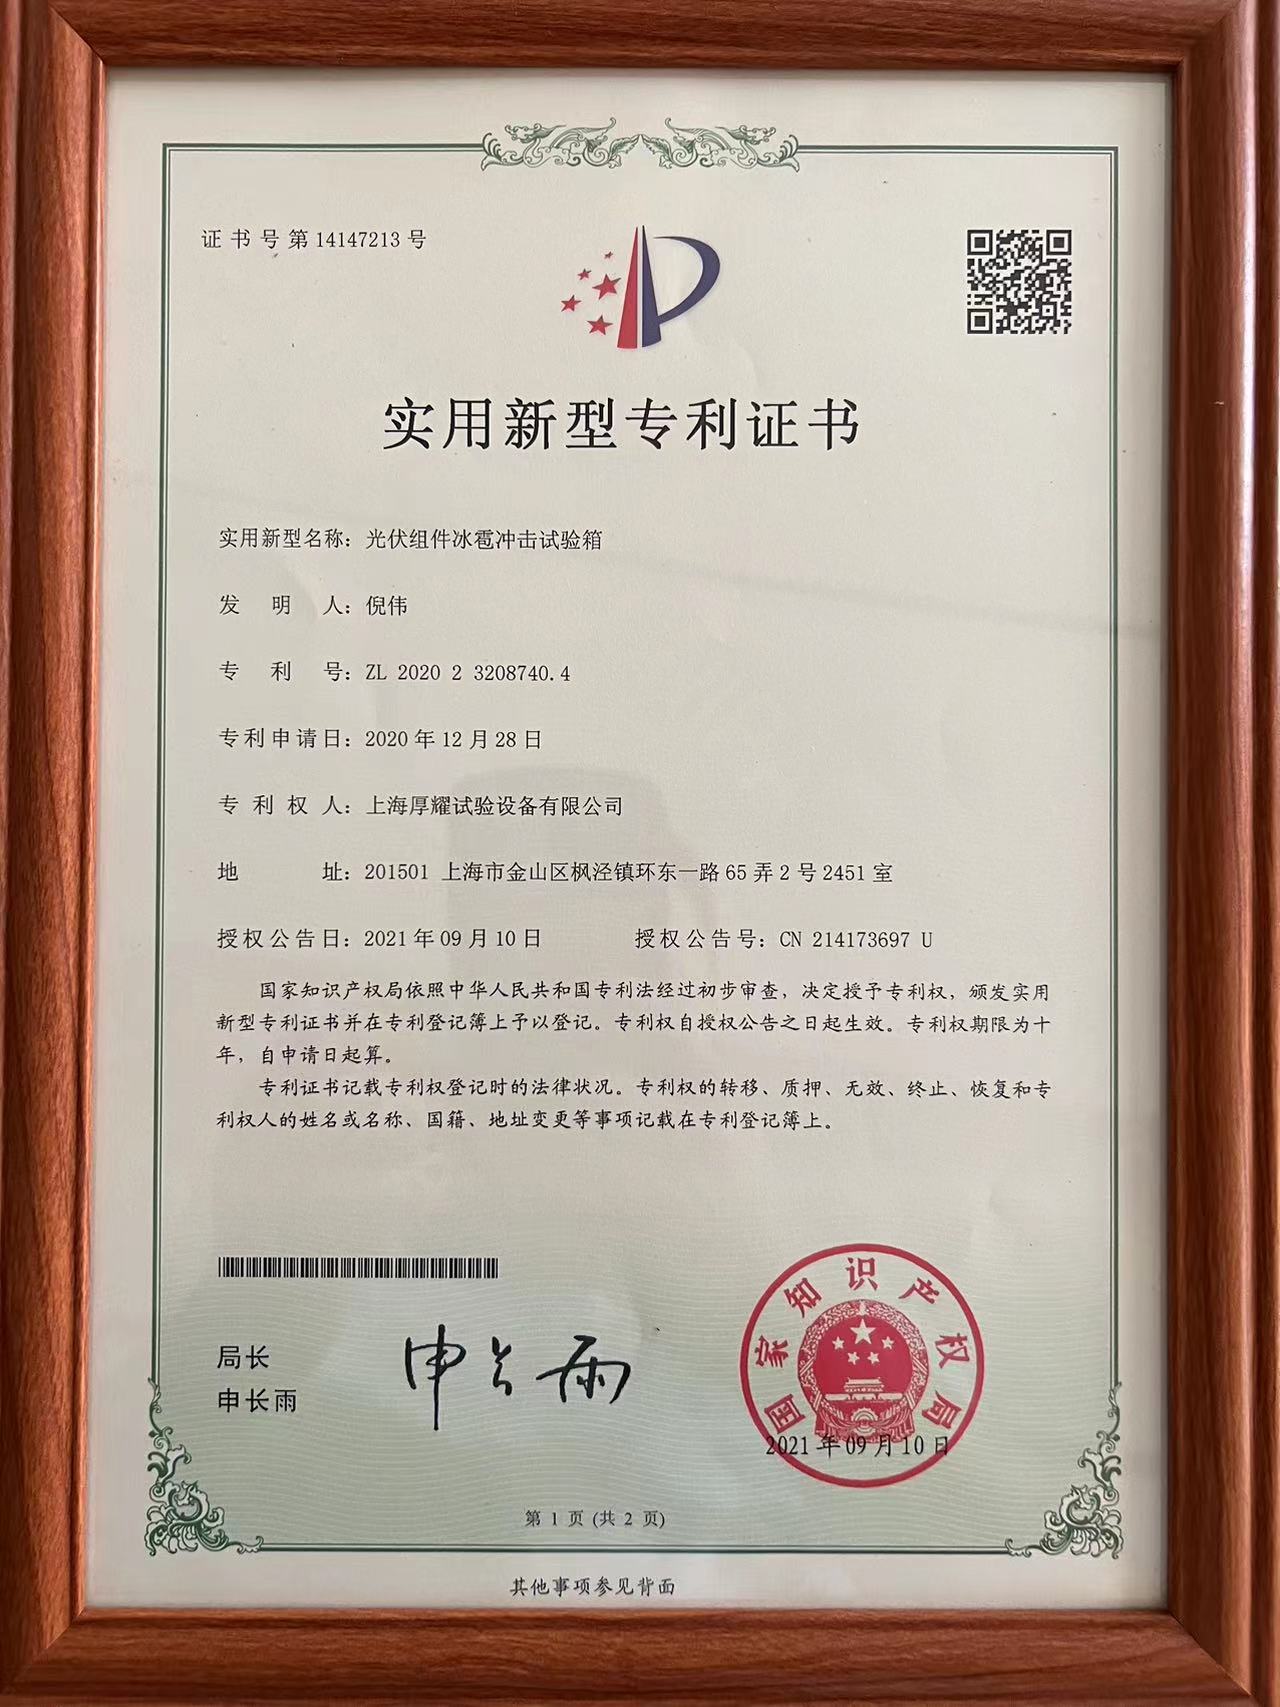 证书号第14147213号
实用新型专利证书
实用新型名称：光伏组件冰雹冲击试验箱
发明人：倪伟
专利号：ZL 2020 2 3208740.4
专利申请日：2020年12月28日
专利权人：上海厚耀试验设备有限公司
地址：201501 上海市金山区枫泾镇环东一路65弄2号2451室
授权公告日：2021年09月10日 授权公告号：CN 214173697 U
国家知识产权局依照中华人民共和国专利法经过初步审查，决定授予专利权，颁发实用
新型专利证书并在专利登记簿上予以登记。专利权自授权公告之日起生效。专利权期限为十
年，自申请日起算。
专利证书记载专利权登记时的法律状况。专利权的转移、质押、无效、终止、恢复和专
利权人的姓名或名称、国籍、地址变更等事项记载在专利登记簿上。
局长
申长雨
申长雨
国家知识产权局
2021年09月10日
第 1 页 (共 2 页)
其他事项参见背面